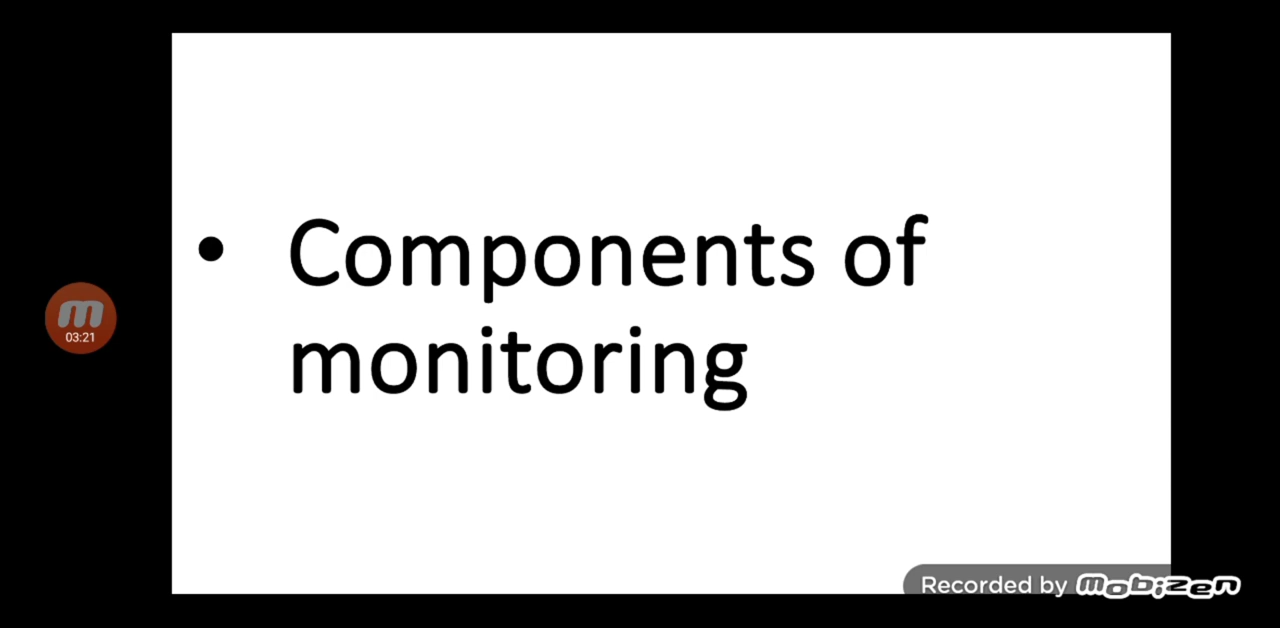 • Components of
monitoring
m
03:21
Recorded by mobizen